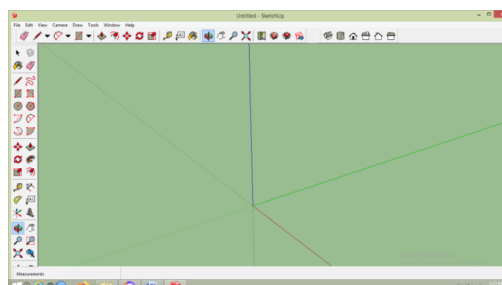 Untitled - SketchUp
File Edit View Camera Draw Tools Window Help
Measurements